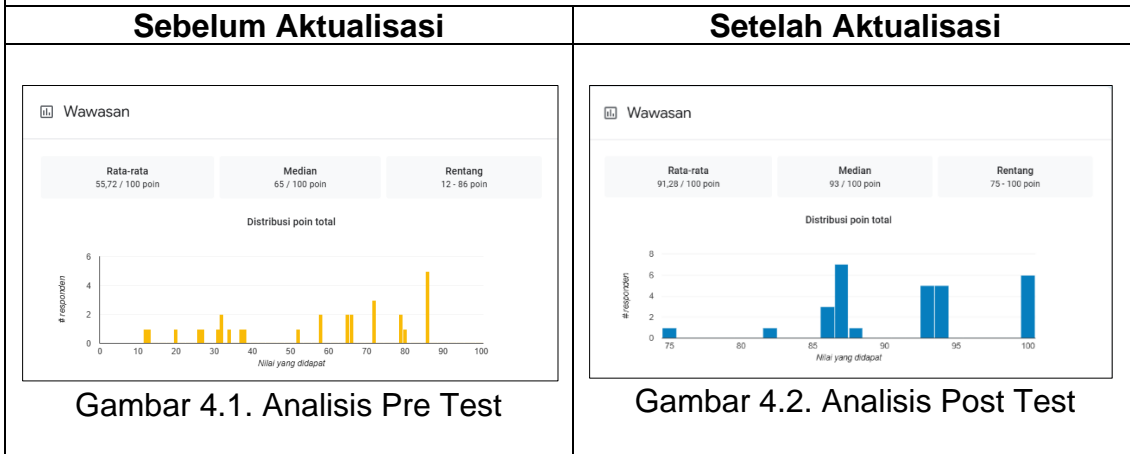 Sebelum Aktualisasi
Setelah Aktualisasi
Wawasan
Rata-rata
55,72 / 100 poin
Median
65 / 100 poin
Rentang
12 - 86 poin
Distribusi poin total
# responden
6
4
2
0
0 10 20 30 40 50 60 70 80 90 100
Nilai yang didapat
Gambar 4.1. Analisis Pre Test
Wawasan
Rata-rata
91,28 / 100 poin
Median
93 / 100 poin
Rentang
75 - 100 poin
Distribusi poin total
# responden
8
6
4
2
0
75 80 85 90 95 100
Nilai yang didapat
Gambar 4.2. Analisis Post Test